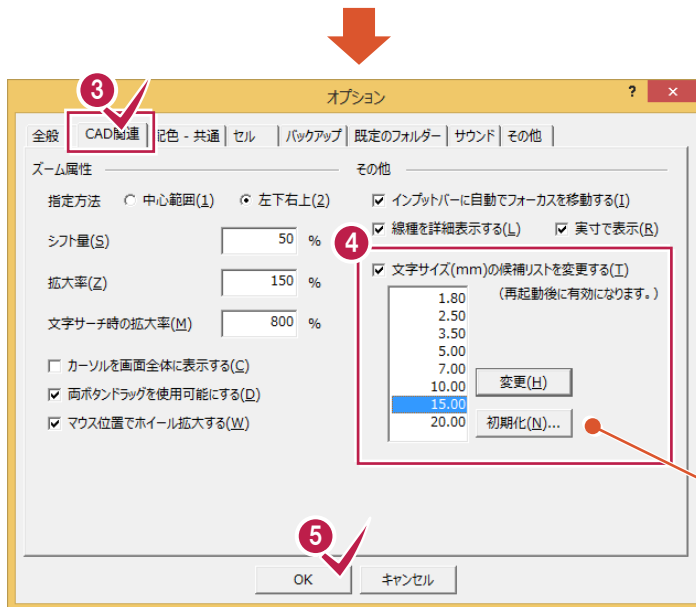 オプション ? ×
3
全般 CAD関連 配色 - 共通 セル バックアップ 既定のフォルダー サウンド その他
ズーム属性
指定方法 中心範囲(1) 左下右上(2)
シフト量(S) 50 %
拡大率(Z) 150 %
文字サーチ時の拡大率(M) 800 %
カーソルを画面全体に表示する(C)
両ボタンドラッグを使用可能にする(D)
マウス位置でホイール拡大する(W)
その他
インプットバーに自動でフォーカスを移動する(I)
線種を詳細表示する(L) 実寸で表示(R)
4
文字サイズ(mm)の候補リストを変更する(T)
(再起動後に有効になります。)
1.80
2.50
3.50
5.00
7.00
10.00
15.00
20.00
変更(H)
初期化(N)...
5
OK キャンセル